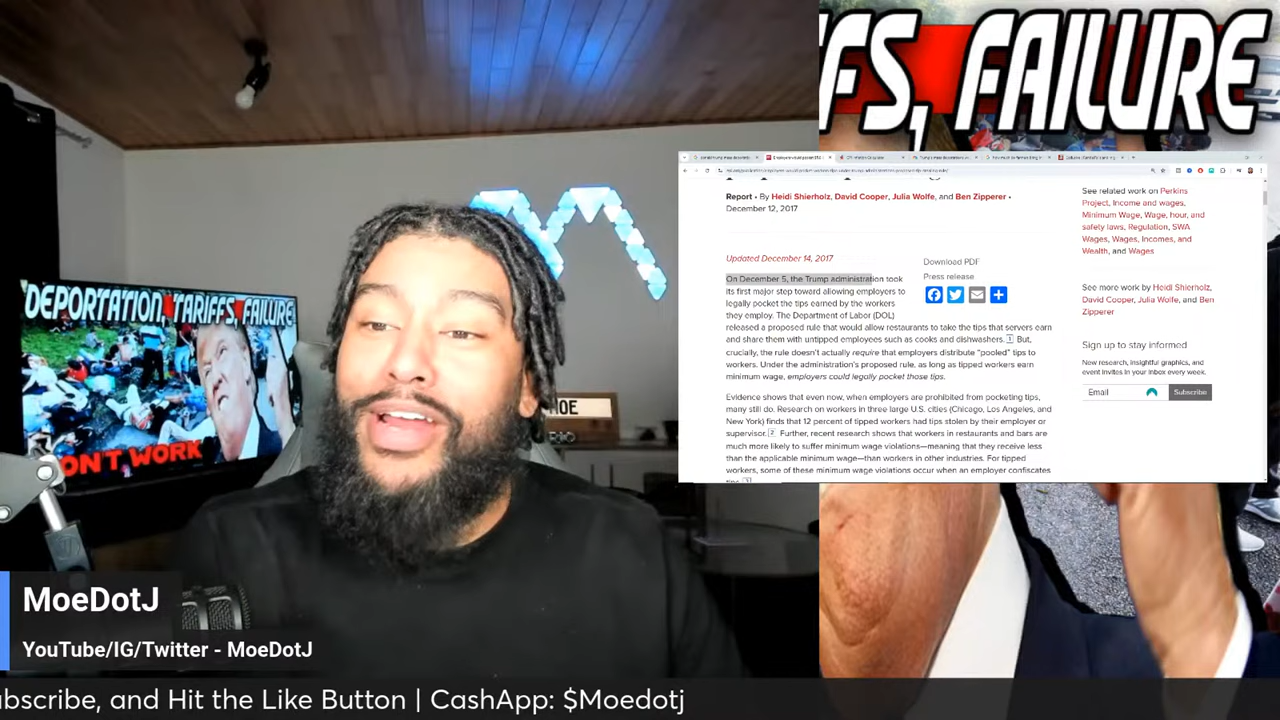 FFS, FAILURE
DEPORTATION, TARIFFS, FAILURE
DON'T WORK
MOE
Report • By Heidi Shierholz, David Cooper, Julia Wolfe, and Ben Zipperer •
December 12, 2017
Updated December 14, 2017
On December 5, the Trump administration took
its first major step toward allowing employers to
legally pocket the tips earned by the workers
they employ. The Department of Labor (DOL)
released a proposed rule that would allow restaurants to take the tips that servers earn
and share them with untipped employees such as cooks and dishwashers. 1 But,
crucially, the rule doesn't actually require that employers distribute “pooled” tips to
workers. Under the administration's proposed rule, as long as tipped workers earn
minimum wage, employers could legally pocket those tips.
Evidence shows that even now, when employers are prohibited from pocketing tips,
many still do. Research on workers in three large U.S. cities (Chicago, Los Angeles, and
New York) finds that 12 percent of tipped workers had tips stolen by their employer or
supervisor. 2 Further, recent research shows that workers in restaurants and bars are
much more likely to suffer minimum wage violations—meaning that they receive less
than the applicable minimum wage—than workers in other industries. For tipped
workers, some of these minimum wage violations occur when an employer confiscates
tips. 3
Download PDF
Press release
See related work on Perkins
Project, Income and wages,
Minimum Wage, Wage, hour, and
safety laws, Regulation, SWA
Wages, Wages, Incomes, and
Wealth, and Wages
See more work by Heidi Shierholz,
David Cooper, Julia Wolfe, and Ben
Zipperer
Sign up to stay informed
New research, insightful graphics, and
event invites in your inbox every week.
Email
Subscribe
MoeDotJ
YouTube/IG/Twitter - MoeDotJ
ubscribe, and Hit the Like Button | CashApp: $Moedotj